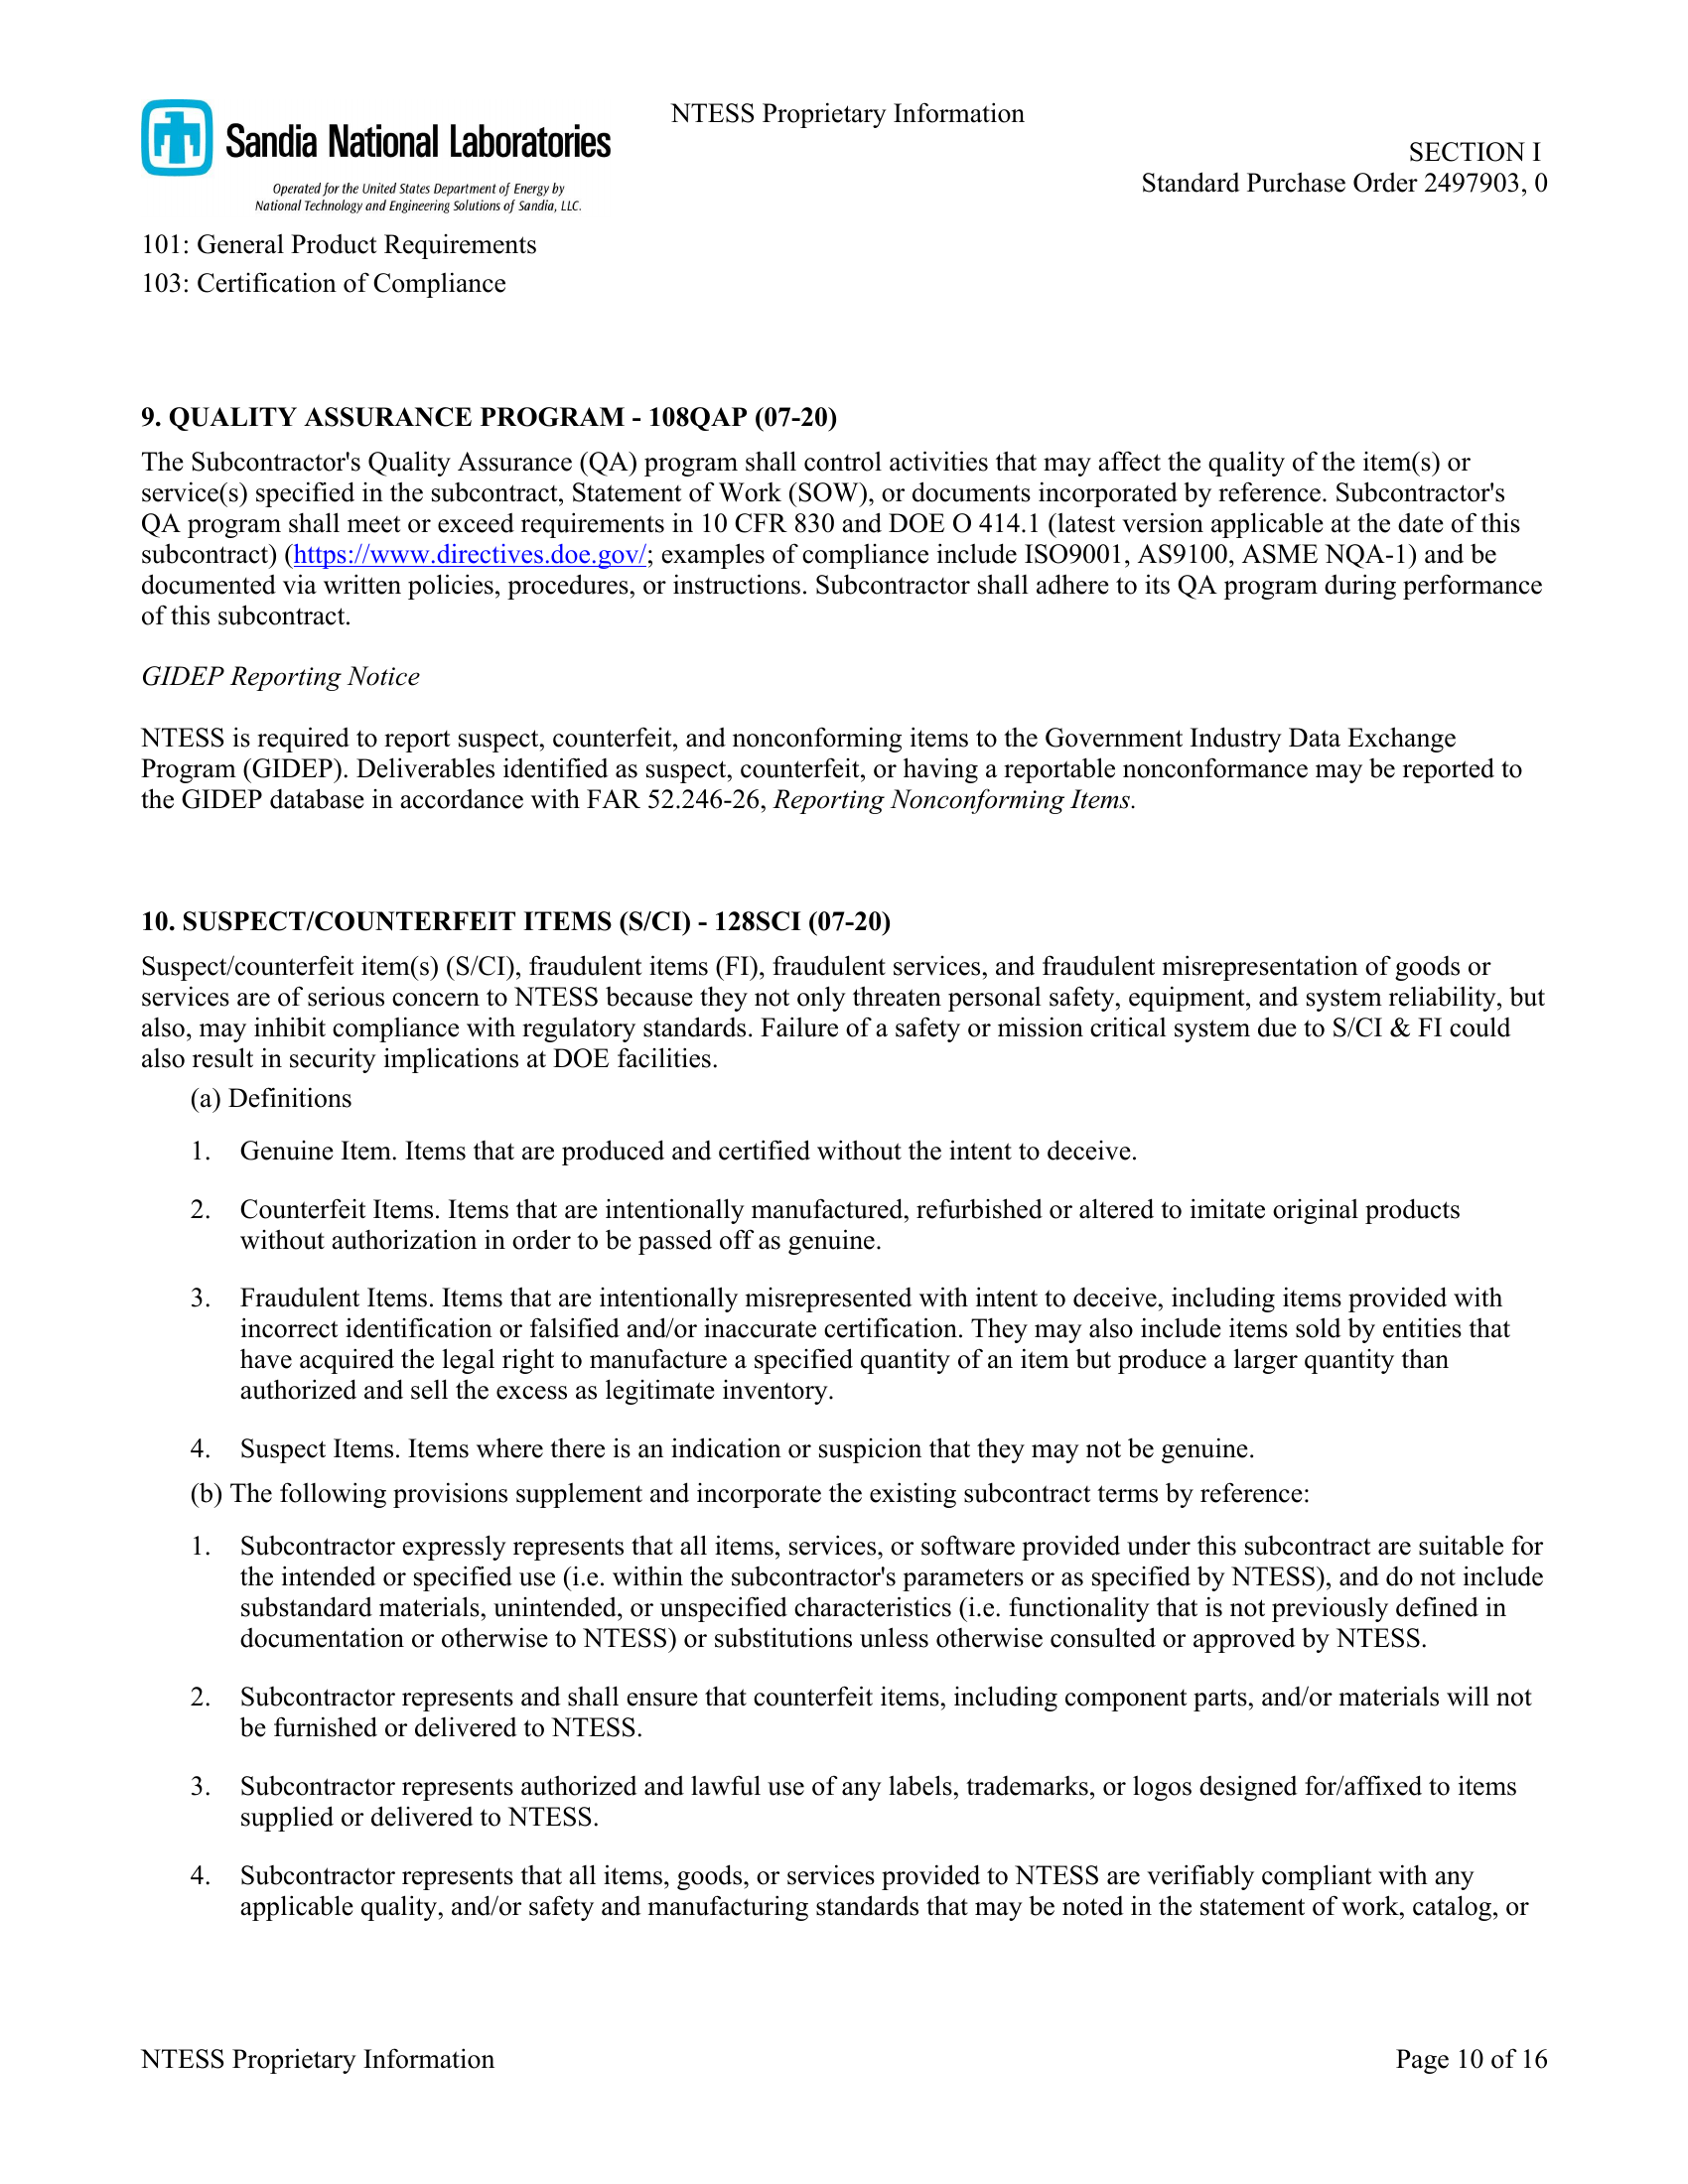 NTESS Proprietary Information
Sandia National Laboratories
Operated for the United States Department of Energy by
National Technology and Engineering Solutions of Sandia, LLC.
SECTION I
Standard Purchase Order 2497903, 0
101: General Product Requirements
103: Certification of Compliance
9. QUALITY ASSURANCE PROGRAM - 108QAP (07-20)
The Subcontractor's Quality Assurance (QA) program shall control activities that may affect the quality of the item(s) or
service(s) specified in the subcontract, Statement of Work (SOW), or documents incorporated by reference. Subcontractor's
QA program shall meet or exceed requirements in 10 CFR 830 and DOE O 414.1 (latest version applicable at the date of this
subcontract) (https://www.directives.doe.gov/; examples of compliance include ISO9001, AS9100, ASME NQA-1) and be
documented via written policies, procedures, or instructions. Subcontractor shall adhere to its QA program during performance
of this subcontract.
GIDEP Reporting Notice
NTESS is required to report suspect, counterfeit, and nonconforming items to the Government Industry Data Exchange
Program (GIDEP). Deliverables identified as suspect, counterfeit, or having a reportable nonconformance may be reported to
the GIDEP database in accordance with FAR 52.246-26, Reporting Nonconforming Items.
10. SUSPECT/COUNTERFEIT ITEMS (S/CI) - 128SCI (07-20)
Suspect/counterfeit item(s) (S/CI), fraudulent items (FI), fraudulent services, and fraudulent misrepresentation of goods or
services are of serious concern to NTESS because they not only threaten personal safety, equipment, and system reliability, but
also, may inhibit compliance with regulatory standards. Failure of a safety or mission critical system due to S/CI & FI could
also result in security implications at DOE facilities.
(a) Definitions
1. Genuine Item. Items that are produced and certified without the intent to deceive.
2. Counterfeit Items. Items that are intentionally manufactured, refurbished or altered to imitate original products
without authorization in order to be passed off as genuine.
3. Fraudulent Items. Items that are intentionally misrepresented with intent to deceive, including items provided with
incorrect identification or falsified and/or inaccurate certification. They may also include items sold by entities that
have acquired the legal right to manufacture a specified quantity of an item but produce a larger quantity than
authorized and sell the excess as legitimate inventory.
4. Suspect Items. Items where there is an indication or suspicion that they may not be genuine.
(b) The following provisions supplement and incorporate the existing subcontract terms by reference:
1. Subcontractor expressly represents that all items, services, or software provided under this subcontract are suitable for
the intended or specified use (i.e. within the subcontractor's parameters or as specified by NTESS), and do not include
substandard materials, unintended, or unspecified characteristics (i.e. functionality that is not previously defined in
documentation or otherwise to NTESS) or substitutions unless otherwise consulted or approved by NTESS.
2. Subcontractor represents and shall ensure that counterfeit items, including component parts, and/or materials will not
be furnished or delivered to NTESS.
3. Subcontractor represents authorized and lawful use of any labels, trademarks, or logos designed for/affixed to items
supplied or delivered to NTESS.
4. Subcontractor represents that all items, goods, or services provided to NTESS are verifiably compliant with any
applicable quality, and/or safety and manufacturing standards that may be noted in the statement of work, catalog, or
NTESS Proprietary Information
Page 10 of 16